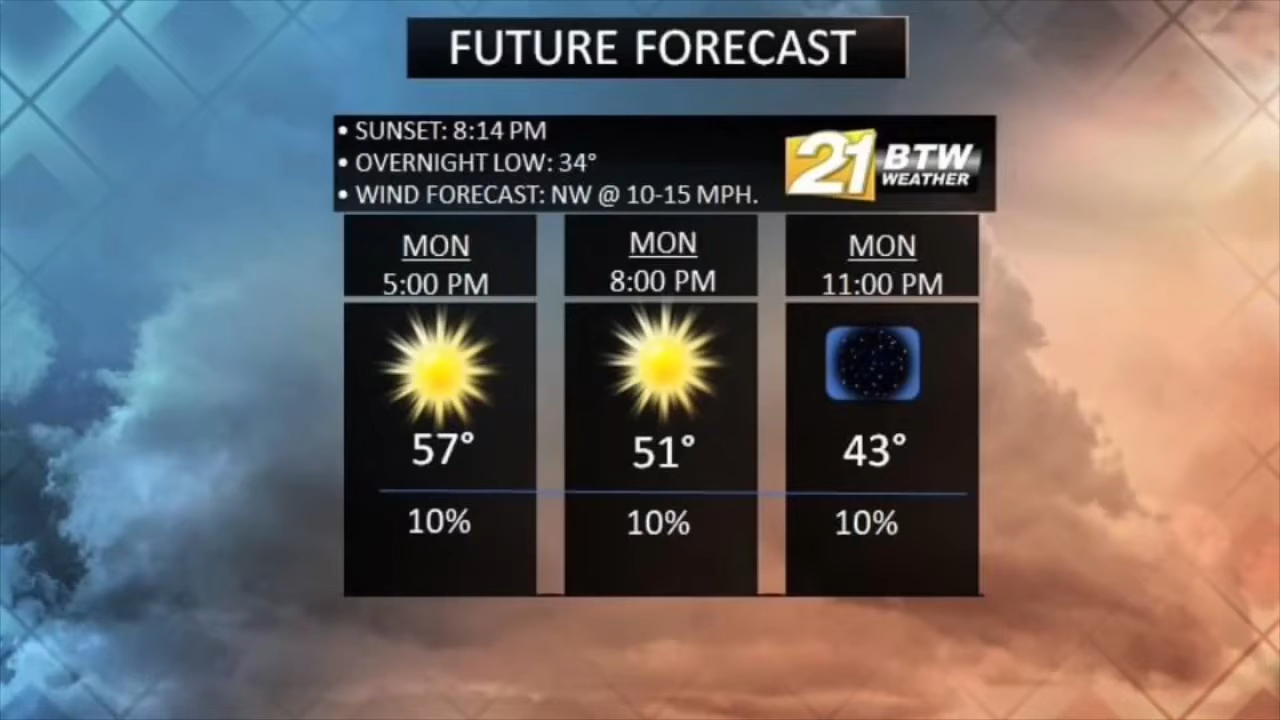 FUTURE FORECAST
• SUNSET: 8:14 PM
• OVERNIGHT LOW: 34°
• WIND FORECAST: NW @ 10-15 MPH.
21 BTW
WEATHER
MON
5:00 PM
57°
10%
MON
8:00 PM
51°
10%
MON
11:00 PM
43°
10%